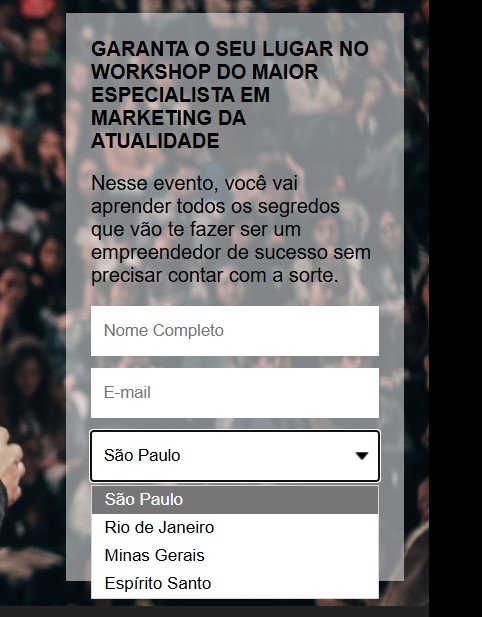 GARANTA O SEU LUGAR NO
WORKSHOP DO MAIOR
ESPECIALISTA EM
MARKETING DA
ATUALIDADE
Nesse evento, você vai
aprender todos os segredos
que vão te fazer ser um
empreendedor de sucesso sem
precisar contar com a sorte.
Nome Completo
E-mail
São Paulo
São Paulo
Rio de Janeiro
Minas Gerais
Espírito Santo